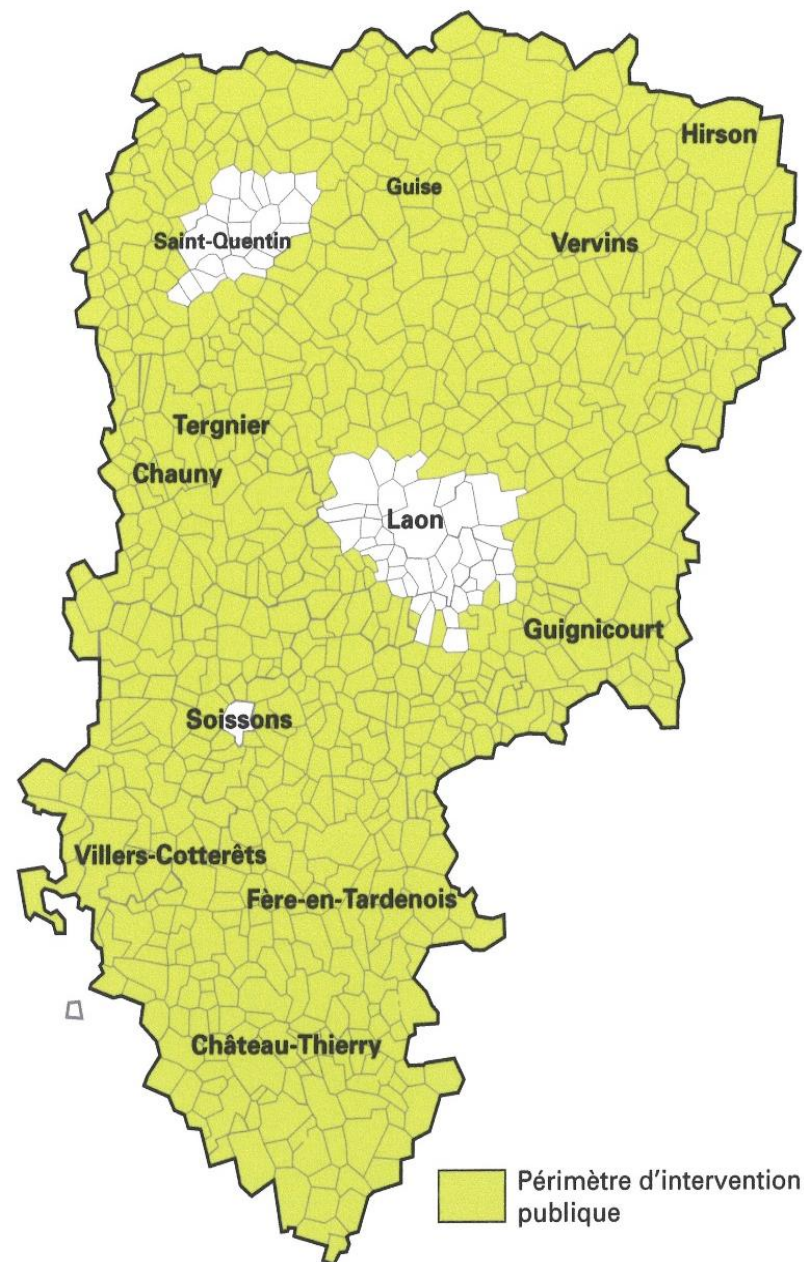 Hirson
Guise
Saint-Quentin
Vervins
Tergnier
Chauny
Laon
Guignicourt
Soissons
Villers-Cotterêts
Fère-en-Tardenois
Château-Thierry
Périmètre d'intervention
publique